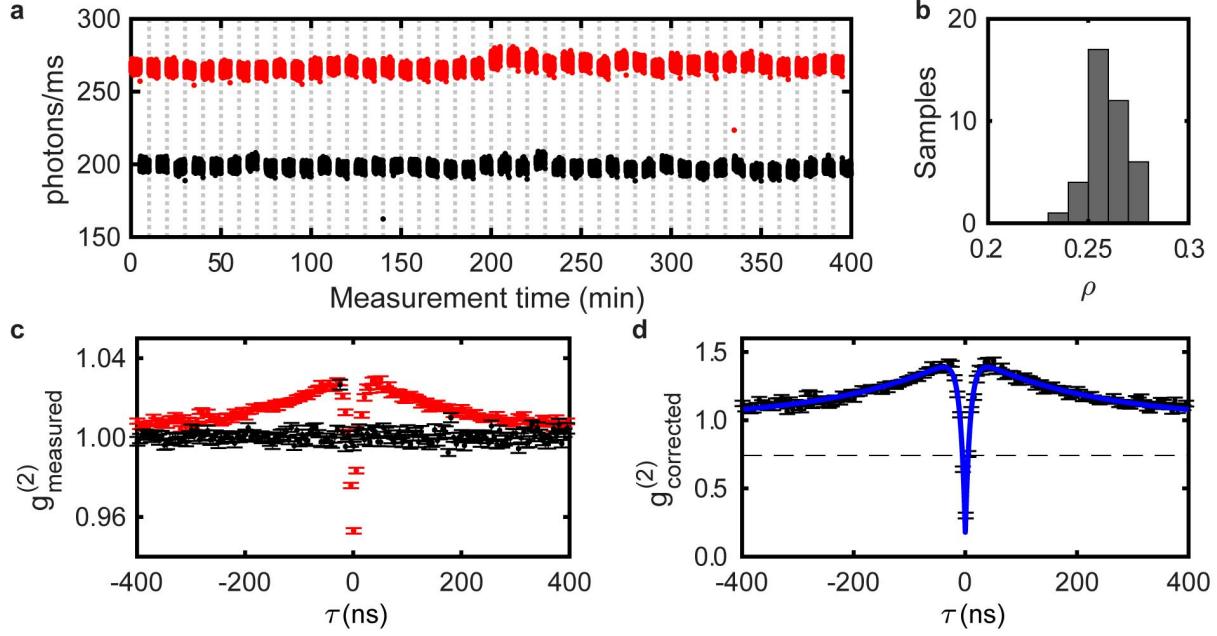 a
300
250
200
150
photons/ms
0 50 100 150 200 250 300 350 400
Measurement time (min)
b
20
10
0
Samples
0.2 0.25 0.3
ρ
c
1.04
1.00
0.96
g(2)measured
-400 -200 0 200 400
τ (ns)
d
1.5
1.0
0.5
0.0
g(2)corrected
-400 -200 0 200 400
τ (ns)